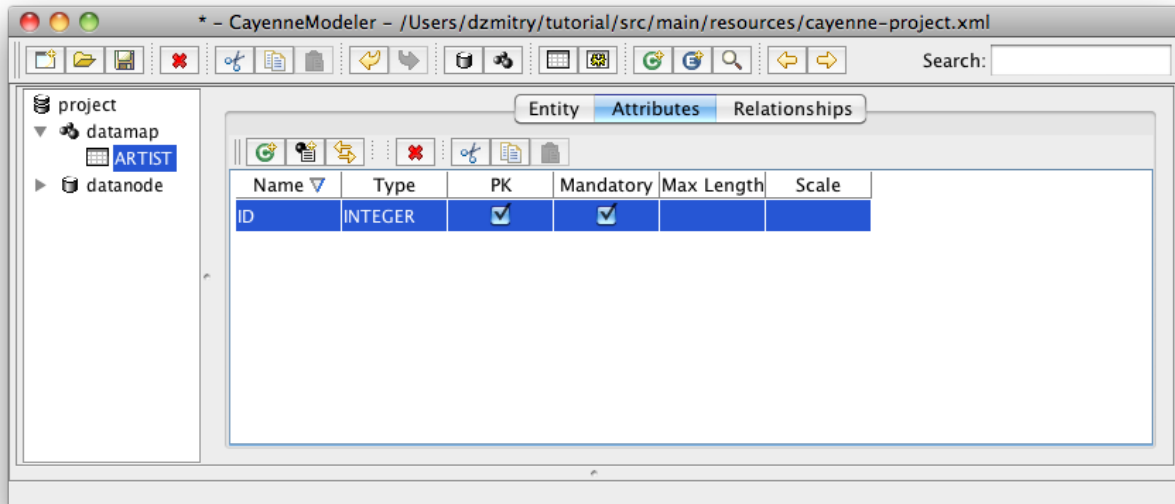 * – CayenneModeler – /Users/dzmitry/tutorial/src/main/resources/cayenne-project.xml
Search:
project
datamap
ARTIST
datanode
Entity Attributes Relationships
Name Type PK Mandatory Max Length Scale
ID INTEGER